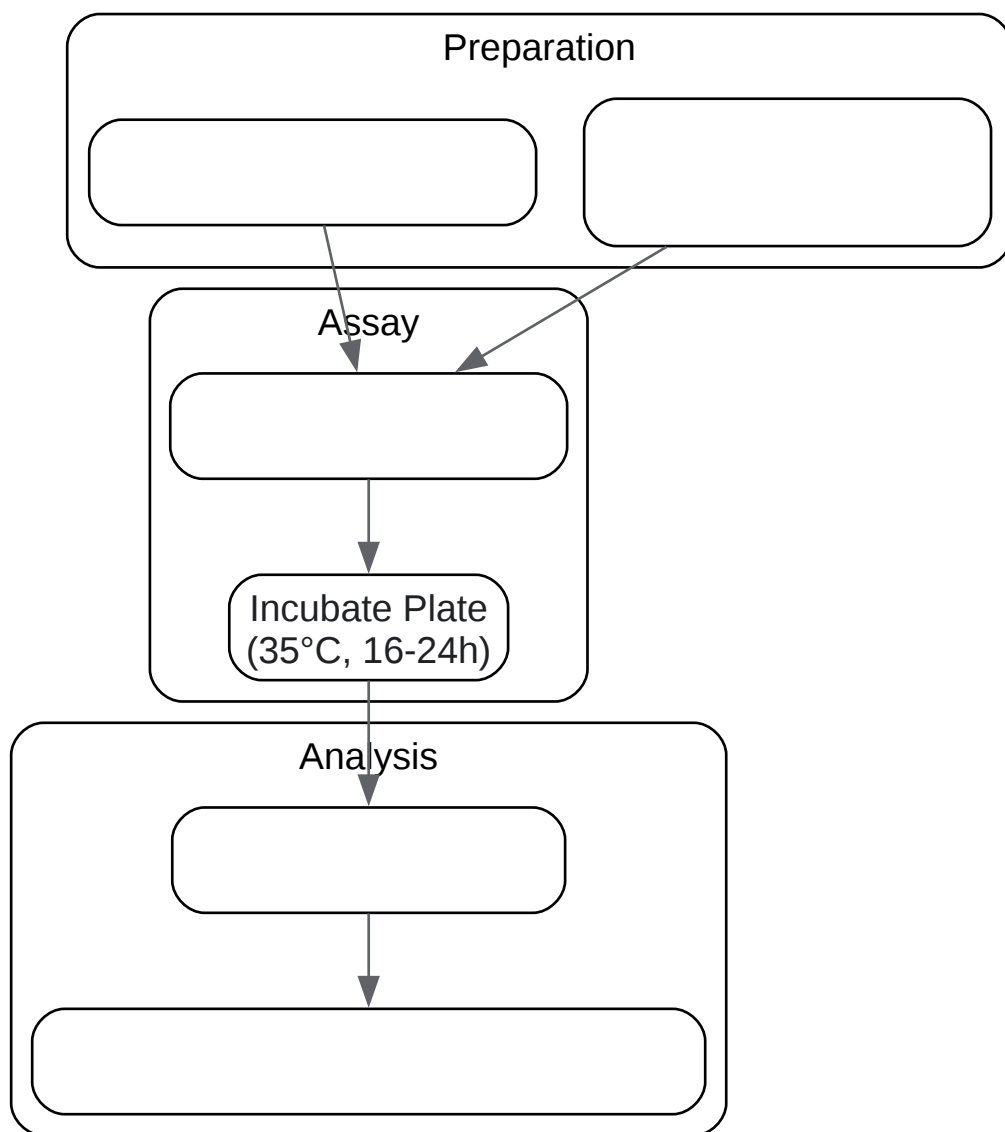 Preparation
Assay
Incubate Plate
(35°C, 16-24h)
Analysis